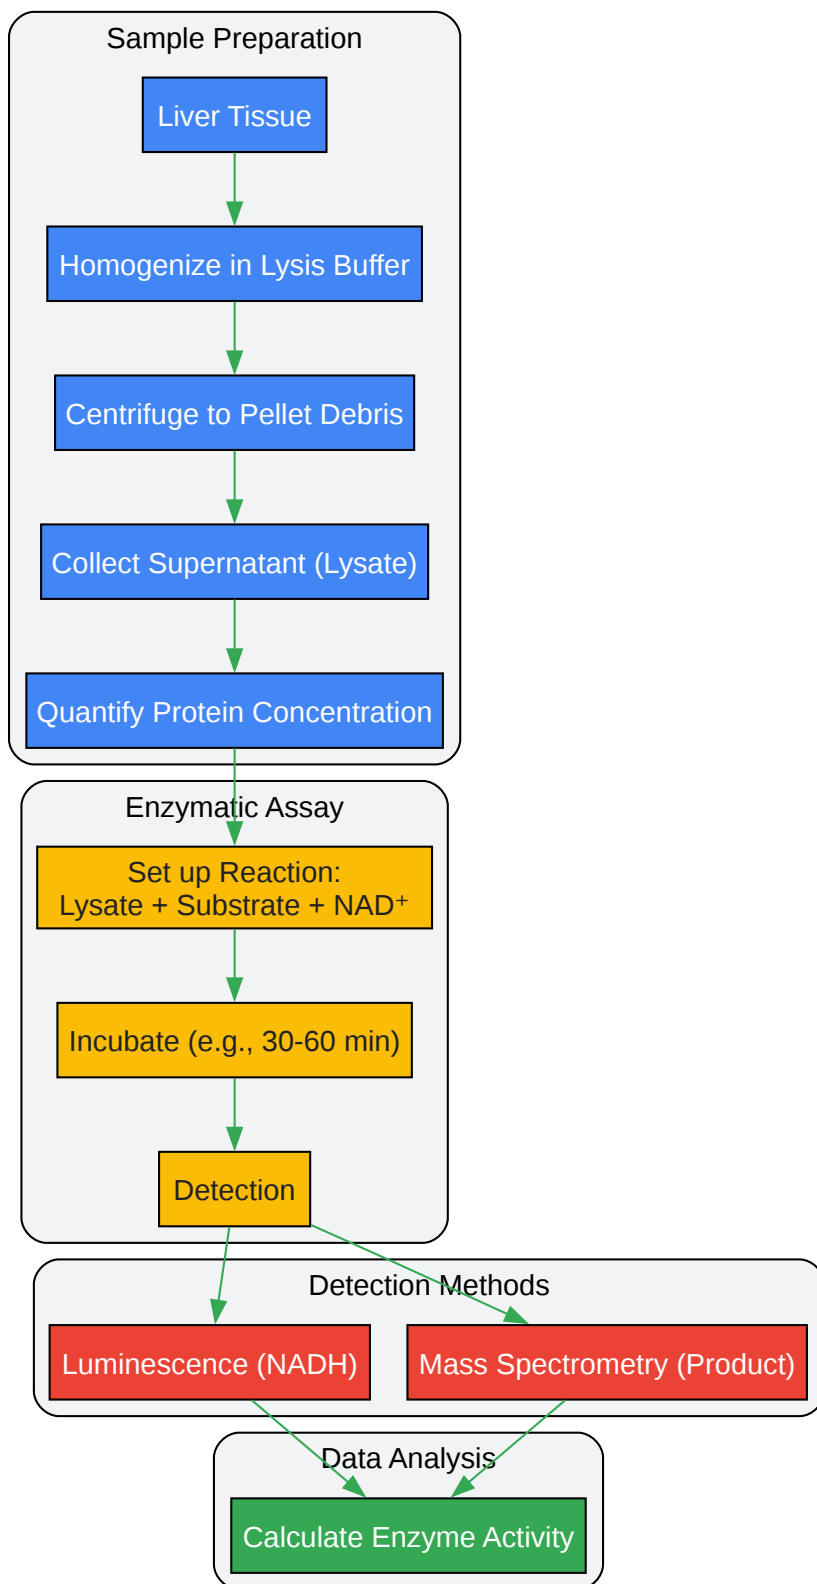 Sample Preparation
Liver Tissue
Homogenize in Lysis Buffer
Centrifuge to Pellet Debris
Collect Supernatant (Lysate)
Quantify Protein Concentration
Enzymatic Assay
Set up Reaction:
Lysate + Substrate + NAD⁺
Incubate (e.g., 30-60 min)
Detection
Detection Methods
Luminescence (NADH)
Mass Spectrometry (Product)
Data Analysis
Calculate Enzyme Activity